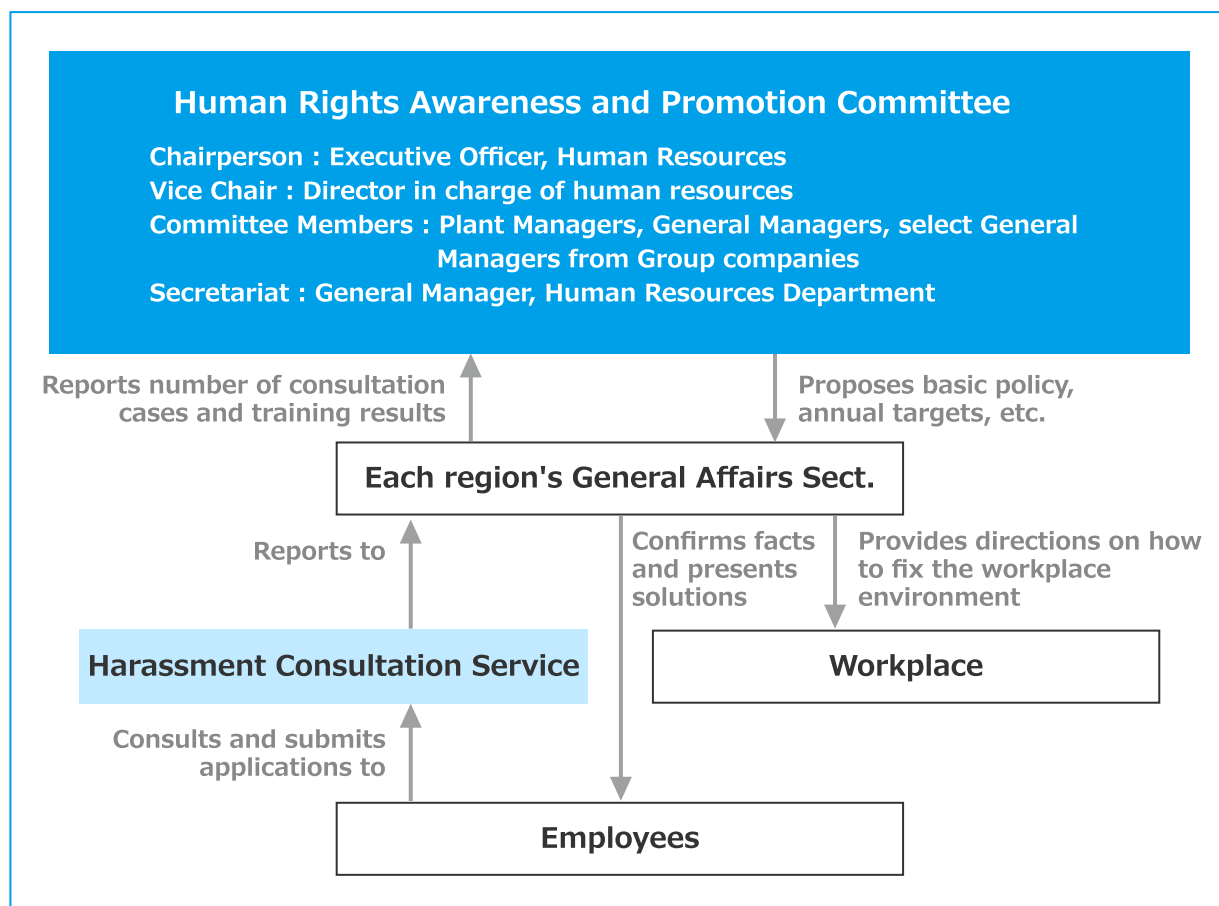 Human Rights Awareness and Promotion Committee
Chairperson : Executive Officer, Human Resources
Vice Chair : Director in charge of human resources
Committee Members : Plant Managers, General Managers, select General
Managers from Group companies
Secretariat : General Manager, Human Resources Department
Reports number of consultation
cases and training results
Proposes basic policy,
annual targets, etc.
Each region's General Affairs Sect.
Reports to
Confirms facts
and presents
solutions
Provides directions on how
to fix the workplace
environment
Harassment Consultation Service
Workplace
Consults and submits
applications to
Employees